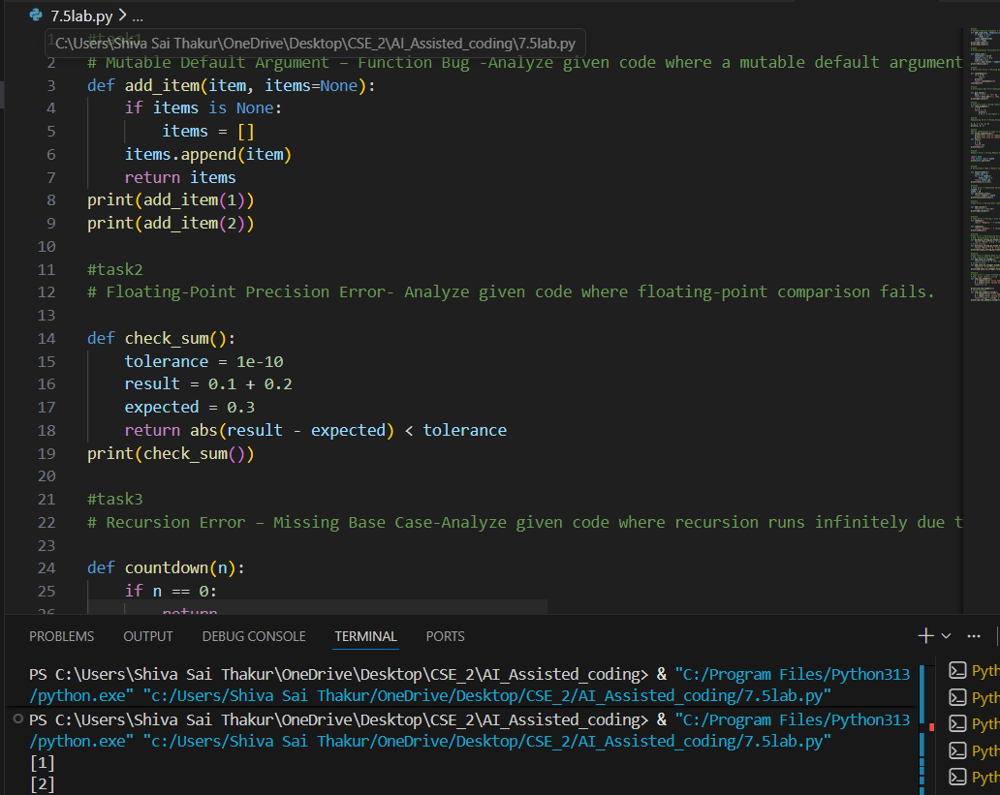 7.5lab.py > ...
1 #task1
C:\Users\Shiva Sai Thakur\OneDrive\Desktop\CSE_2\AI_Assisted_coding\7.5lab.py
2 # Mutable Default Argument – Function Bug -Analyze given code where a mutable default argument
3 def add_item(item, items=None):
4 if items is None:
5 items = []
6 items.append(item)
7 return items
8 print(add_item(1))
9 print(add_item(2))
10
11 #task2
12 # Floating-Point Precision Error- Analyze given code where floating-point comparison fails.
13
14 def check_sum():
15 tolerance = 1e-10
16 result = 0.1 + 0.2
17 expected = 0.3
18 return abs(result - expected) < tolerance
19 print(check_sum())
20
21 #task3
22 # Recursion Error – Missing Base Case-Analyze given code where recursion runs infinitely due t
23
24 def countdown(n):
25 if n == 0:
26 return
PROBLEMS OUTPUT DEBUG CONSOLE TERMINAL PORTS
PS C:\Users\Shiva Sai Thakur\OneDrive\Desktop\CSE_2\AI_Assisted_coding> & "C:/Program Files/Python313
/python.exe" "c:/Users/Shiva Sai Thakur/OneDrive/Desktop/CSE_2/AI_Assisted_coding/7.5lab.py"
PS C:\Users\Shiva Sai Thakur\OneDrive\Desktop\CSE_2\AI_Assisted_coding> & "C:/Program Files/Python313
/python.exe" "c:/Users/Shiva Sai Thakur/OneDrive/Desktop/CSE_2/AI_Assisted_coding/7.5lab.py"
[1]
[2]
Pyth
Pyth
Pyth
Pyth
Pyth